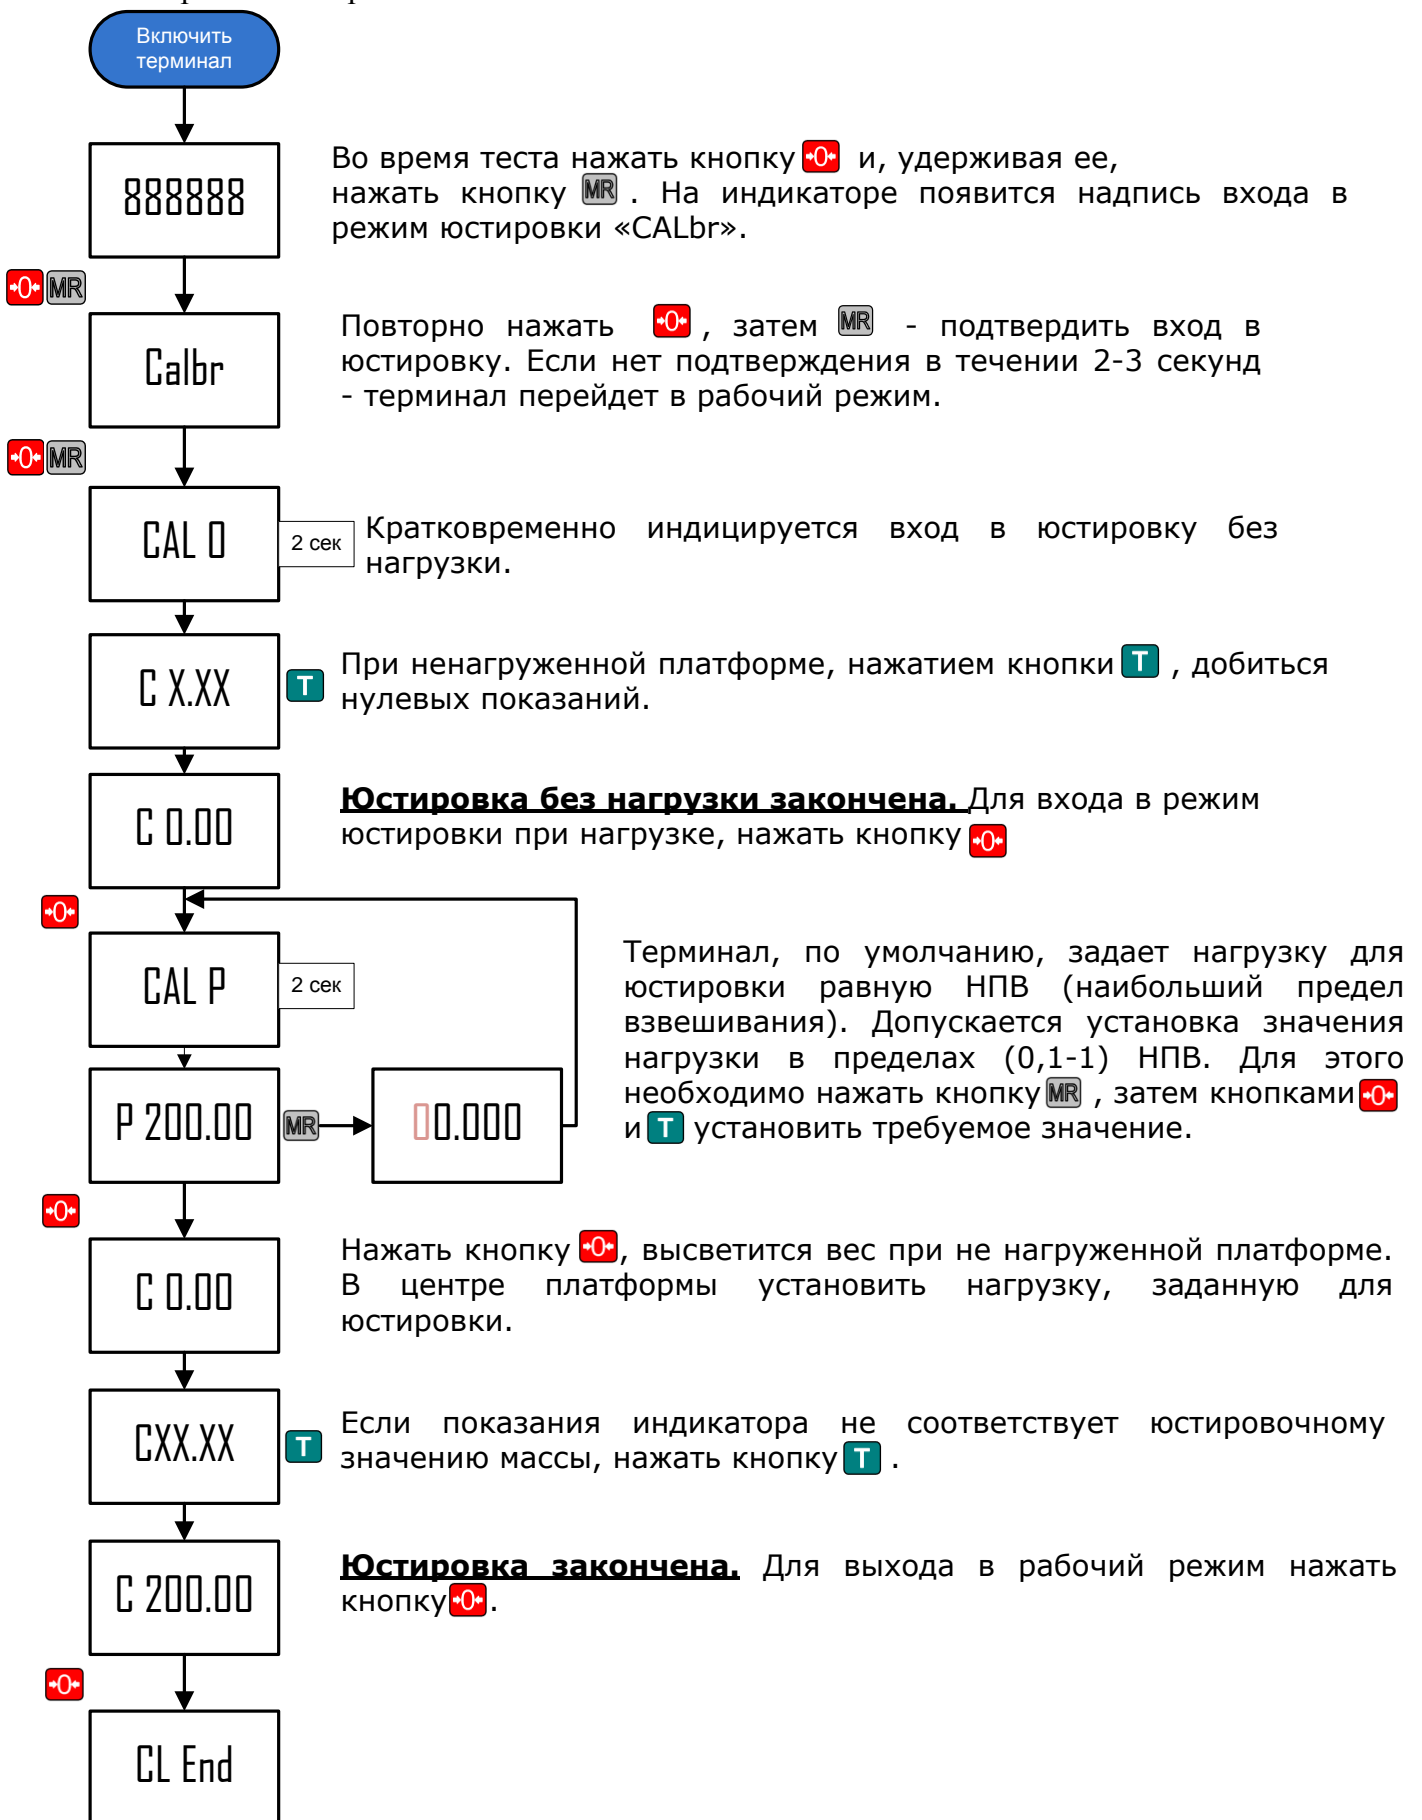 Включить
терминал
888888
Во время теста нажать кнопку →0← и, удерживая ее,
нажать кнопку MR . На индикаторе появится надпись входа в
режим юстировки «CALbr».
→0← MR
Calbr
Повторно нажать →0← , затем MR - подтвердить вход в
юстировку. Если нет подтверждения в течении 2-3 секунд
- терминал перейдет в рабочий режим.
→0← MR
CAL 0
2 сек
Кратковременно индицируется вход в юстировку без
нагрузки.
C X.XX
T
При ненагруженной платформе, нажатием кнопки T , добиться
нулевых показаний.
C 0.00
Юстировка без нагрузки закончена. Для входа в режим
юстировки при нагрузке, нажать кнопку →0←
→0←
CAL P
2 сек
Терминал, по умолчанию, задает нагрузку для
юстировки равную НПВ (наибольший предел
взвешивания). Допускается установка значения
нагрузки в пределах (0,1-1) НПВ. Для этого
необходимо нажать кнопку MR , затем кнопками →0←
и T установить требуемое значение.
P 200.00
MR
00.000
→0←
C 0.00
Нажать кнопку →0←, высветится вес при не нагруженной платформе.
В центре платформы установить нагрузку, заданную для
юстировки.
CXX.XX
T
Если показания индикатора не соответствует юстировочному
значению массы, нажать кнопку T .
C 200.00
Юстировка закончена. Для выхода в рабочий режим нажать
кнопку →0←.
→0←
CL End